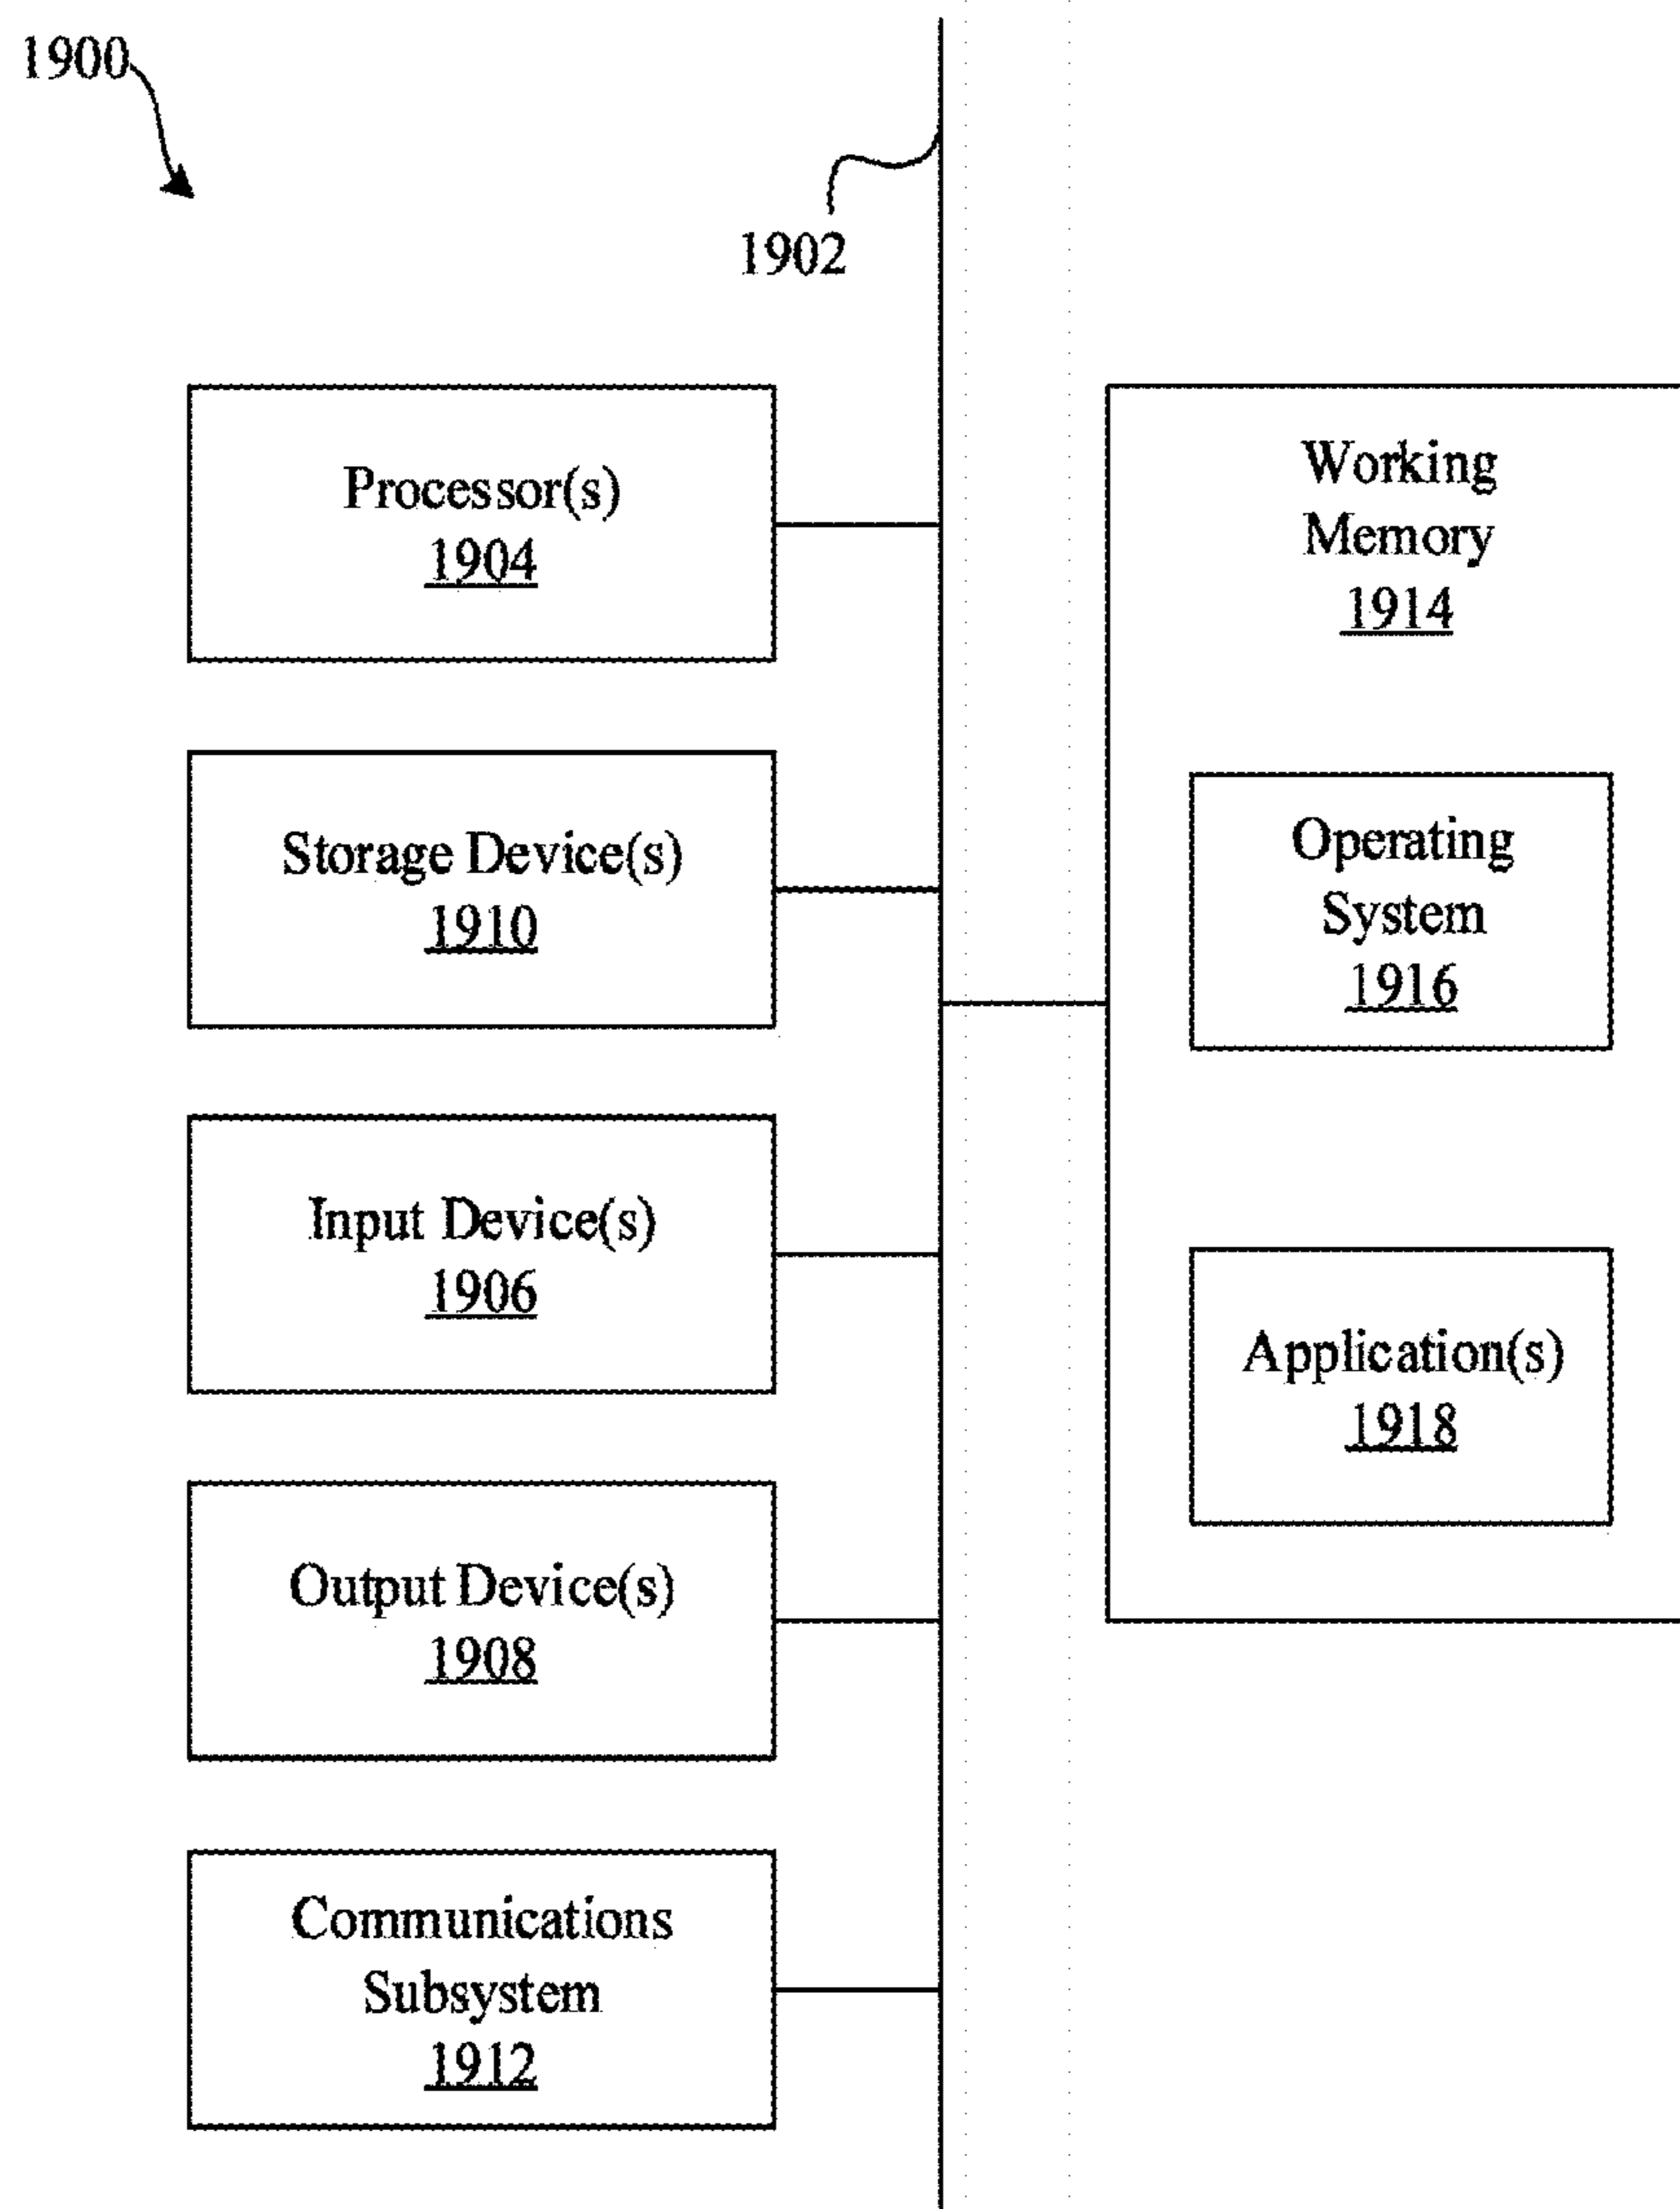 1900
1902
Processor(s)
1904
Storage Device(s)
1910
Input Device(s)
1906
Output Device(s)
1908
Communications
Subsystem
1912
Working
Memory
1914
Operating
System
1916
Application(s)
1918